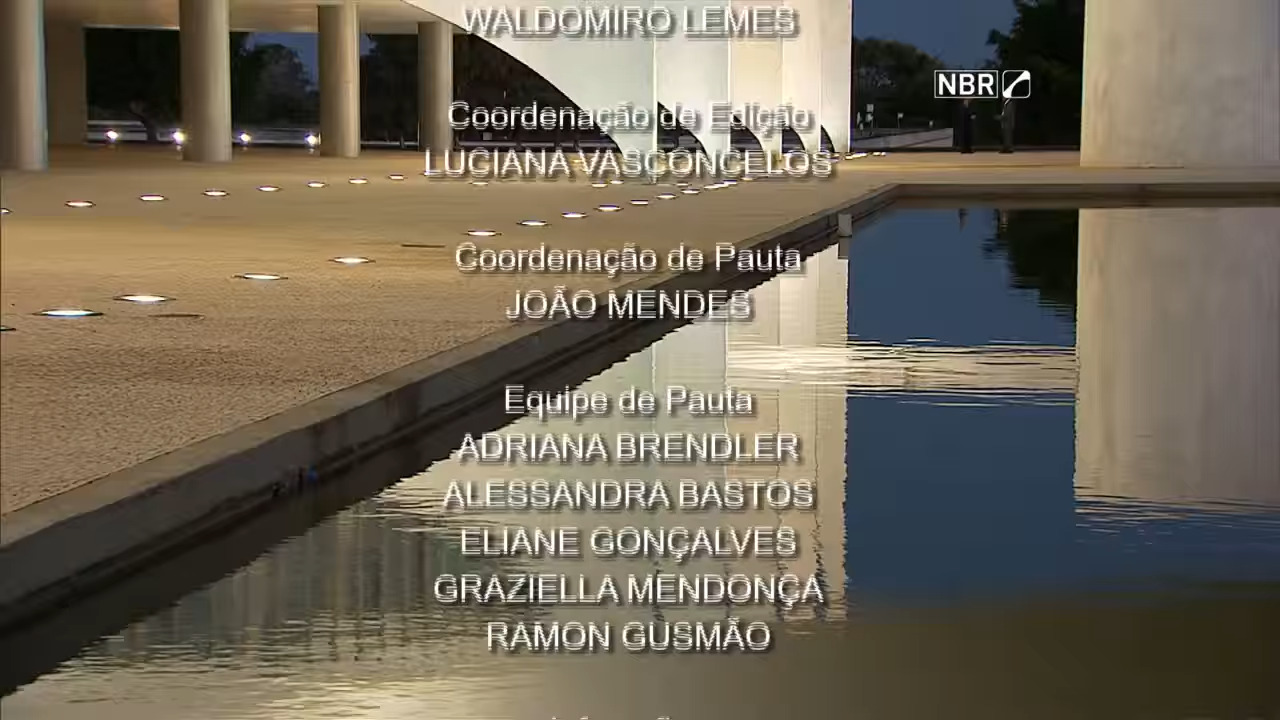 WALDOMIRO LEMES
NBR
Coordenação de Edição
LUCIANA VASCONCELOS
Coordenação de Pauta
JOÃO MENDES
Equipe de Pauta
ADRIANA BRENDLER
ALESSANDRA BASTOS
ELIANE GONÇALVES
GRAZIELLA MENDONÇA
RAMON GUSMÃO